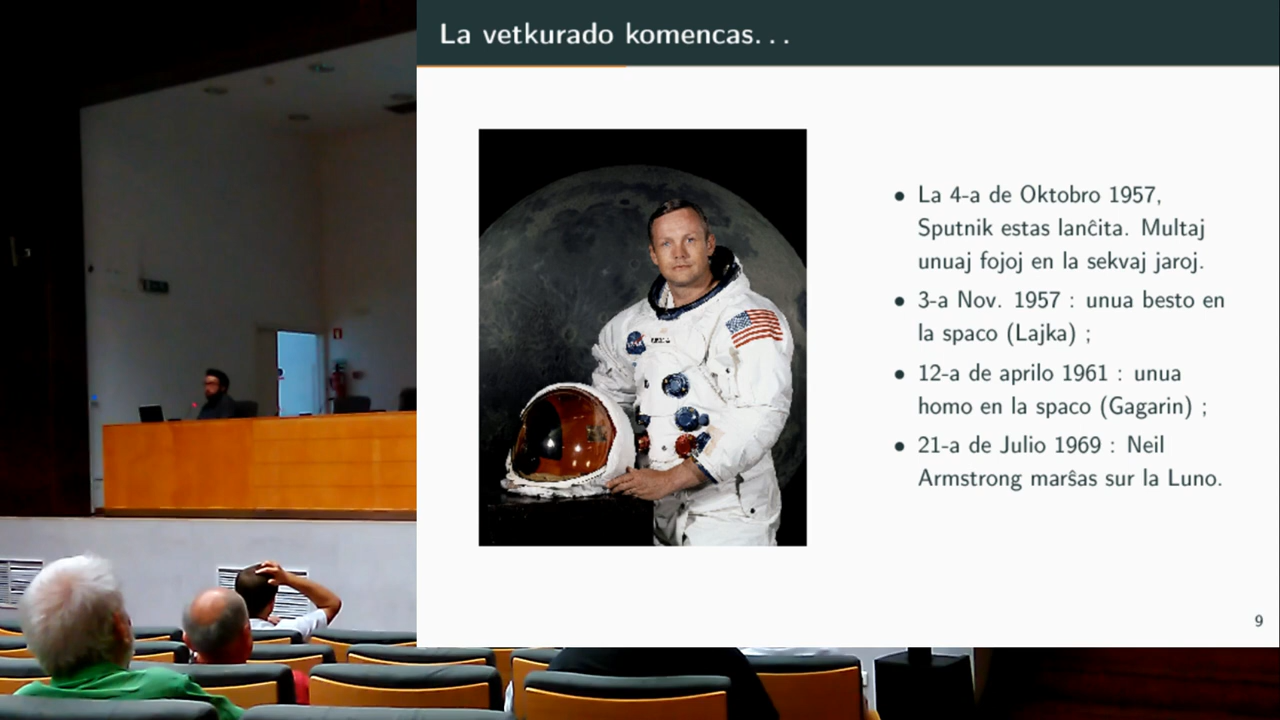 La vetkurado komencas...
• La 4-a de Oktobro 1957,
Sputnik estas lanĉita. Multaj
unuaj fojoj en la sekvaj jaroj.
• 3-a Nov. 1957 : unua besto en
la spaco (Lajka) ;
• 12-a de aprilo 1961 : unua
homo en la spaco (Gagarin) ;
• 21-a de Julio 1969 : Neil
Armstrong marŝas sur la Luno.
9